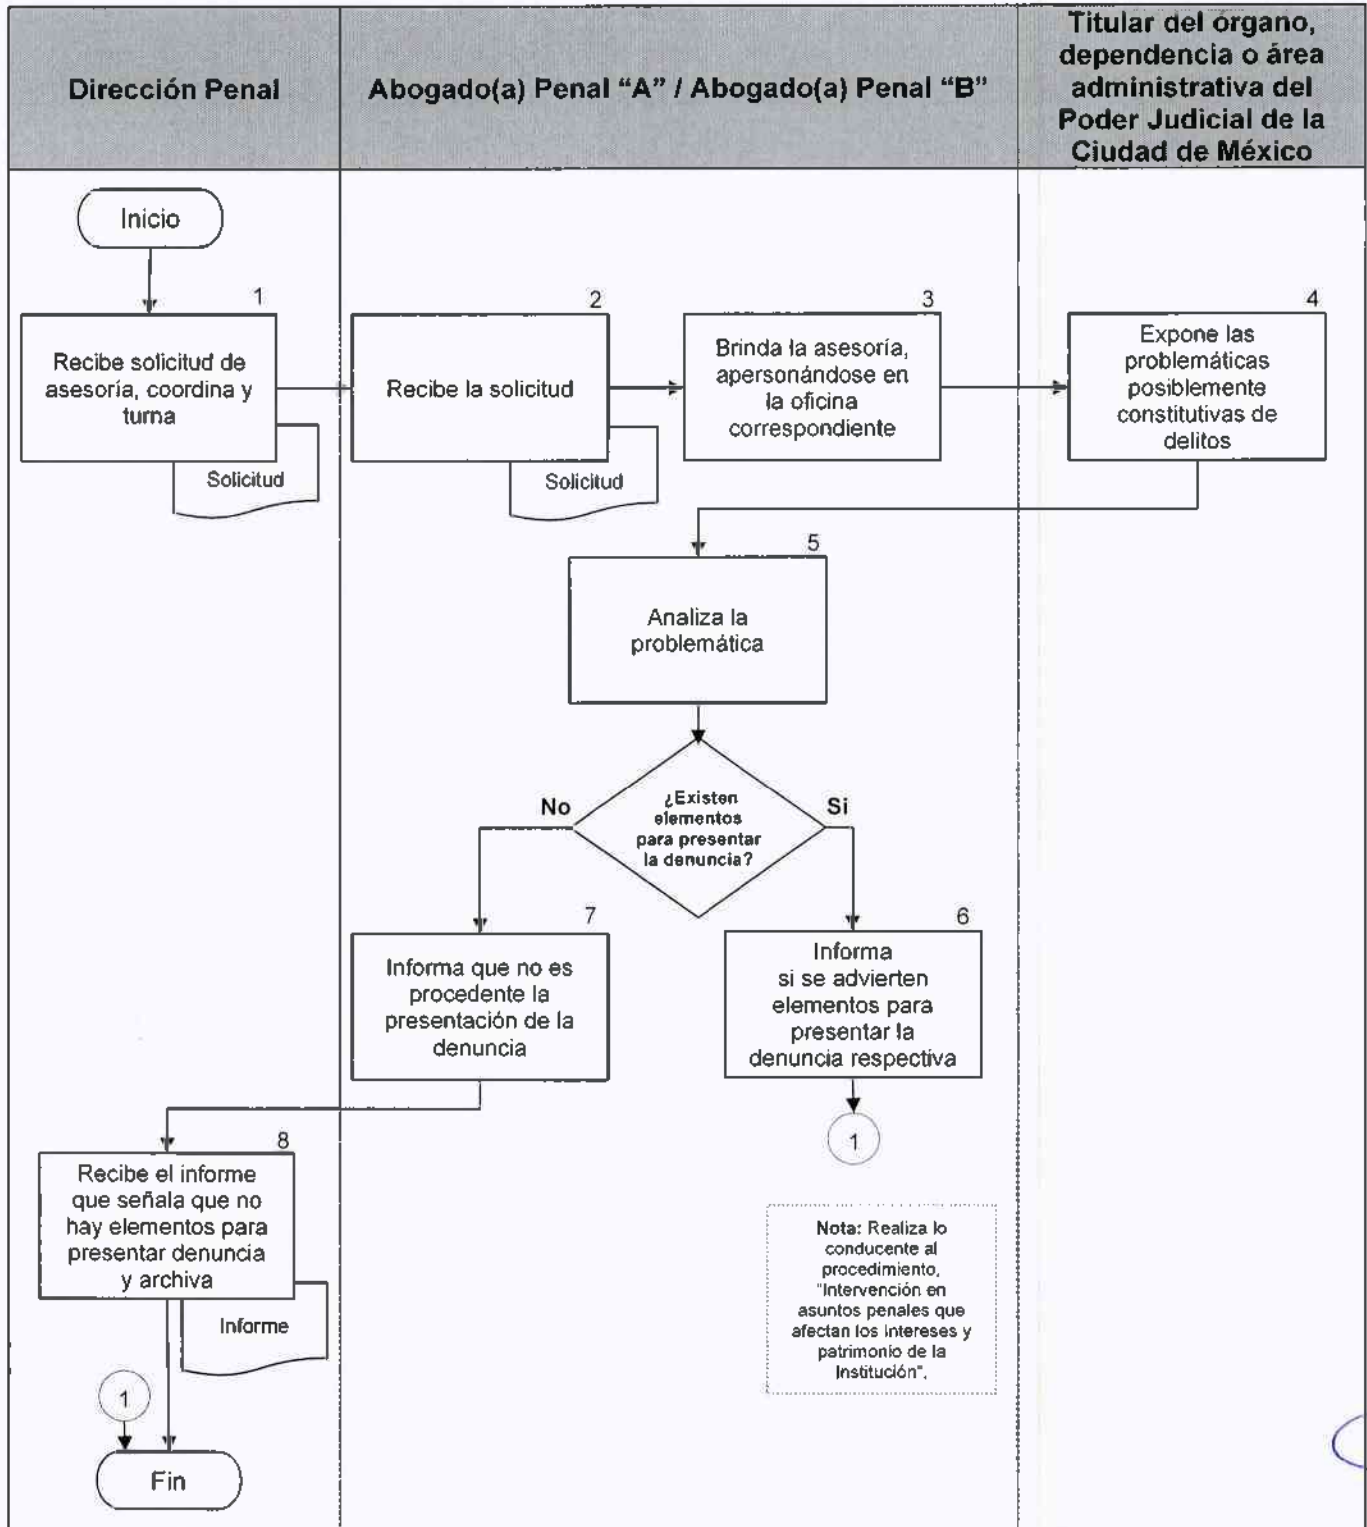 Dirección Penal
Abogado(a) Penal “A” / Abogado(a) Penal “B”
Titular del órgano,
dependencia o área
administrativa del
Poder Judicial de la
Ciudad de México
Inicio
1
Recibe solicitud de
asesoría, coordina y
turna
Solicitud
2
Recibe la solicitud
Solicitud
3
Brinda la asesoría,
apersonándose en
la oficina
correspondiente
4
Expone las
problemáticas
posiblemente
constitutivas de
delitos
5
Analiza la
problemática
¿Existen
elementos
para presentar
la denuncia?
No
Si
7
Informa que no es
procedente la
presentación de la
denuncia
6
Informa
si se advierten
elementos para
presentar la
denuncia respectiva
1
8
Recibe el informe
que señala que no
hay elementos para
presentar denuncia
y archiva
Informe
Nota: Realiza lo
conducente al
procedimiento,
"Intervención en
asuntos penales que
afectan los intereses y
patrimonio de la
Institución".
1
Fin